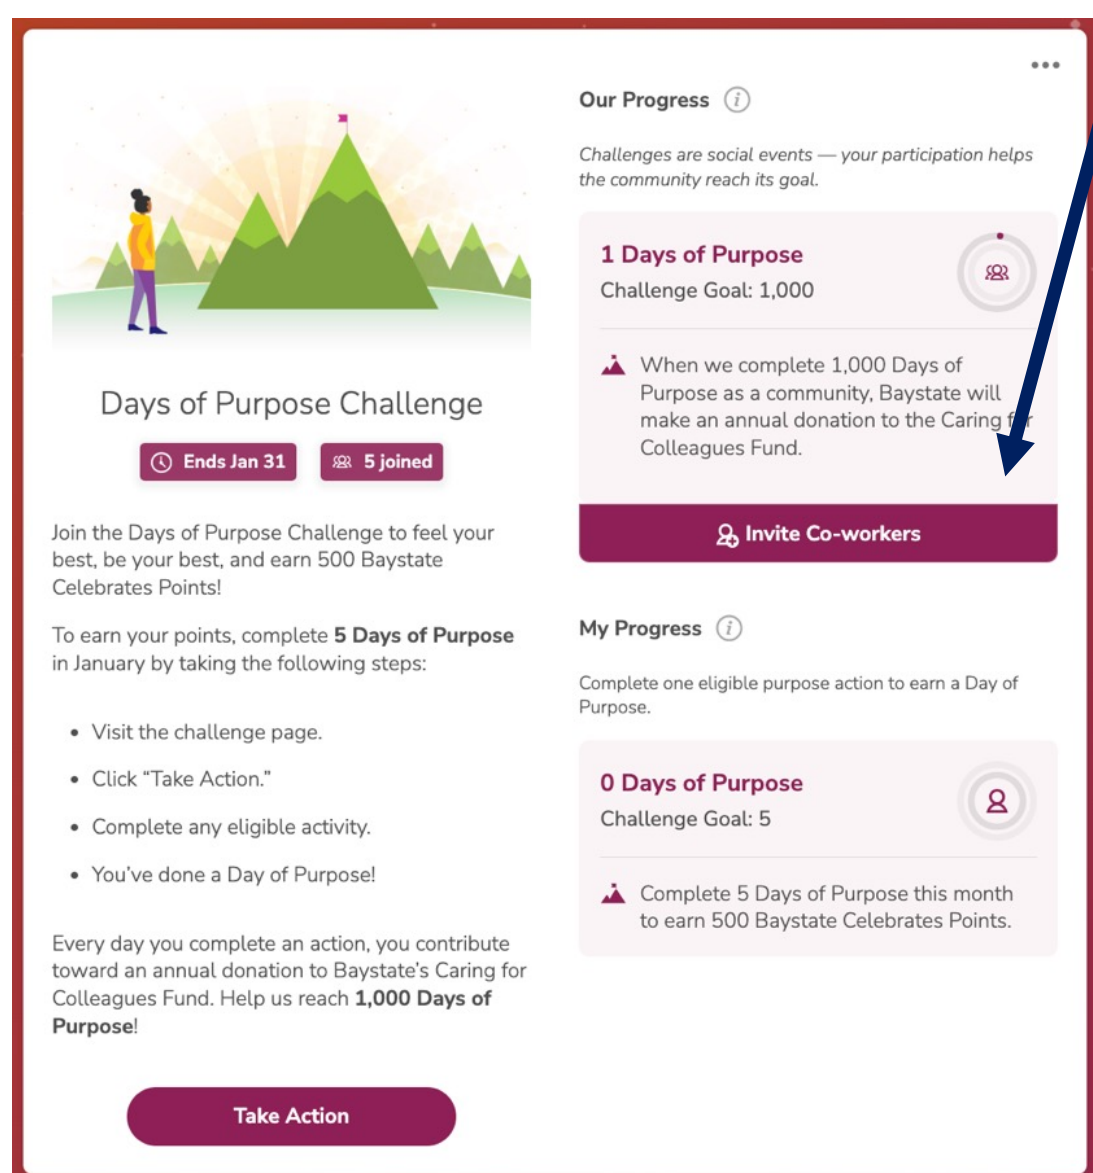 Days of Purpose Challenge
Ends Jan 31
5 joined
Join the Days of Purpose Challenge to feel your
best, be your best, and earn 500 Baystate
Celebrates Points!
To earn your points, complete 5 Days of Purpose
in January by taking the following steps:
• Visit the challenge page.
• Click “Take Action.”
• Complete any eligible activity.
• You’ve done a Day of Purpose!
Every day you complete an action, you contribute
toward an annual donation to Baystate’s Caring for
Colleagues Fund. Help us reach 1,000 Days of
Purpose!
Take Action
Our Progress
Challenges are social events — your participation helps
the community reach its goal.
1 Days of Purpose
Challenge Goal: 1,000
When we complete 1,000 Days of
Purpose as a community, Baystate will
make an annual donation to the Caring for
Colleagues Fund.
Invite Co-workers
My Progress
Complete one eligible purpose action to earn a Day of
Purpose.
0 Days of Purpose
Challenge Goal: 5
Complete 5 Days of Purpose this month
to earn 500 Baystate Celebrates Points.